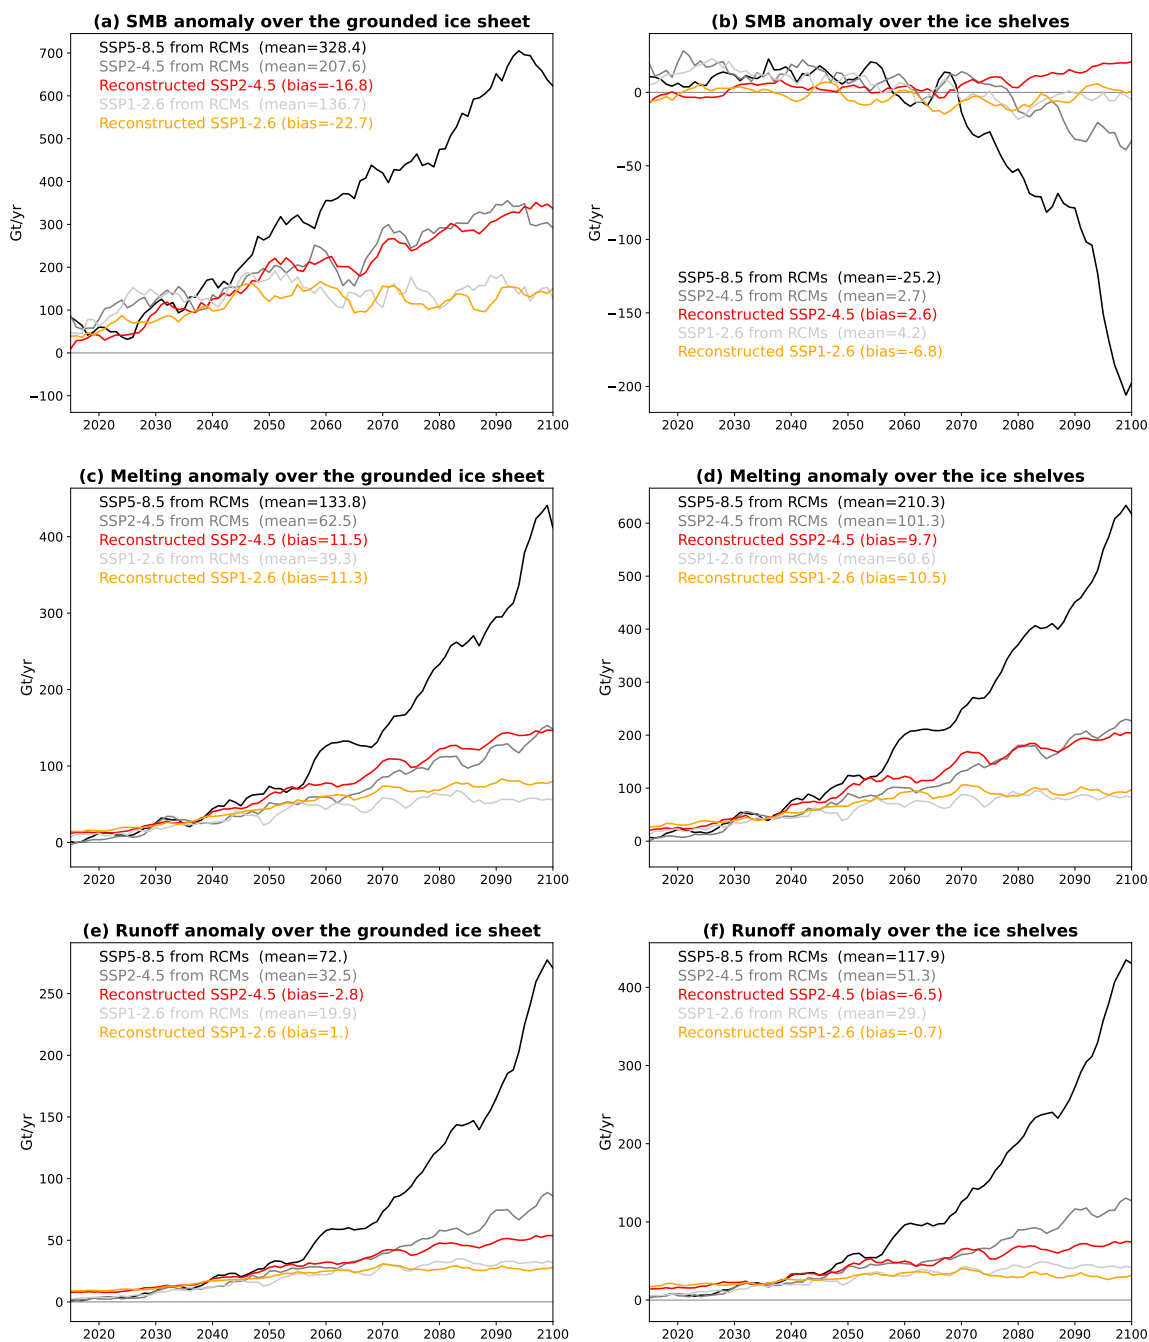 (a) SMB anomaly over the grounded ice sheet
SSP5-8.5 from RCMs (mean=328.4)
SSP2-4.5 from RCMs (mean=207.6)
Reconstructed SSP2-4.5 (bias=-16.8)
SSP1-2.6 from RCMs (mean=136.7)
Reconstructed SSP1-2.6 (bias=-22.7)
700
600
500
400
300
200
100
0
−100
Gt/yr
2020 2030 2040 2050 2060 2070 2080 2090 2100
(b) SMB anomaly over the ice shelves
0
−50
−100
−150
−200
Gt/yr
SSP5-8.5 from RCMs (mean=-25.2)
SSP2-4.5 from RCMs (mean=2.7)
Reconstructed SSP2-4.5 (bias=2.6)
SSP1-2.6 from RCMs (mean=4.2)
Reconstructed SSP1-2.6 (bias=-6.8)
2020 2030 2040 2050 2060 2070 2080 2090 2100
(c) Melting anomaly over the grounded ice sheet
SSP5-8.5 from RCMs (mean=133.8)
SSP2-4.5 from RCMs (mean=62.5)
Reconstructed SSP2-4.5 (bias=11.5)
SSP1-2.6 from RCMs (mean=39.3)
Reconstructed SSP1-2.6 (bias=11.3)
400
300
200
100
0
Gt/yr
2020 2030 2040 2050 2060 2070 2080 2090 2100
(d) Melting anomaly over the ice shelves
SSP5-8.5 from RCMs (mean=210.3)
SSP2-4.5 from RCMs (mean=101.3)
Reconstructed SSP2-4.5 (bias=9.7)
SSP1-2.6 from RCMs (mean=60.6)
Reconstructed SSP1-2.6 (bias=10.5)
600
500
400
300
200
100
0
Gt/yr
2020 2030 2040 2050 2060 2070 2080 2090 2100
(e) Runoff anomaly over the grounded ice sheet
SSP5-8.5 from RCMs (mean=72.)
SSP2-4.5 from RCMs (mean=32.5)
Reconstructed SSP2-4.5 (bias=-2.8)
SSP1-2.6 from RCMs (mean=19.9)
Reconstructed SSP1-2.6 (bias=1.)
250
200
150
100
50
0
Gt/yr
2020 2030 2040 2050 2060 2070 2080 2090 2100
(f) Runoff anomaly over the ice shelves
SSP5-8.5 from RCMs (mean=117.9)
SSP2-4.5 from RCMs (mean=51.3)
Reconstructed SSP2-4.5 (bias=-6.5)
SSP1-2.6 from RCMs (mean=29.)
Reconstructed SSP1-2.6 (bias=-0.7)
400
300
200
100
0
Gt/yr
2020 2030 2040 2050 2060 2070 2080 2090 2100